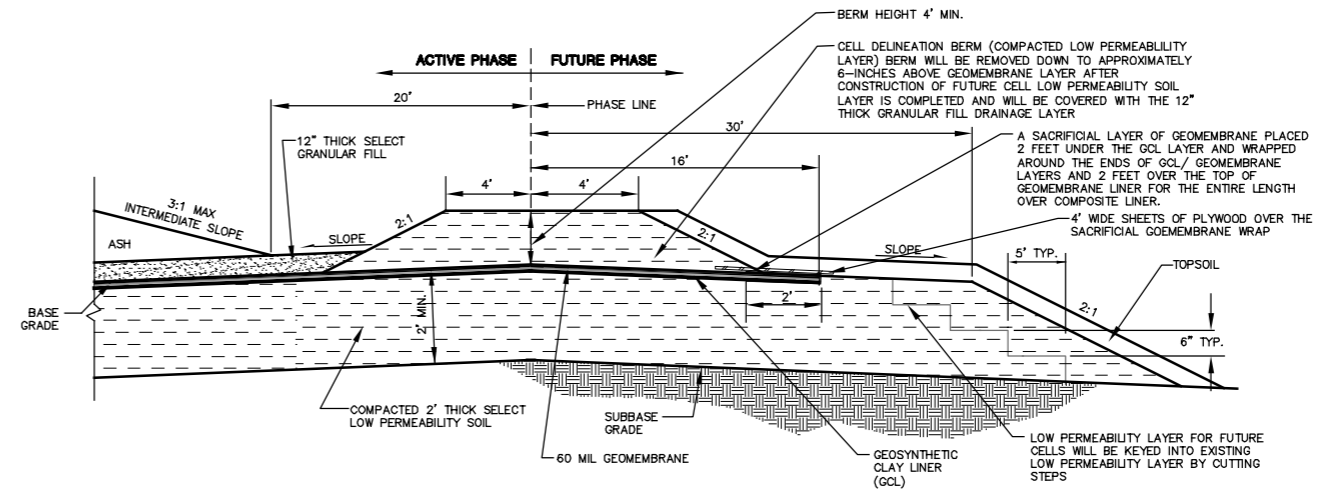 BERM HEIGHT 4' MIN.
ACTIVE PHASE
FUTURE PHASE
CELL DELINEATION BERM (COMPACTED LOW PERMEABLILITY
LAYER) BERM WILL BE REMOVED DOWN TO APPROXIMATELY
6-INCHES ABOVE GEOMEMBRANE LAYER AFTER
CONSTRUCTION OF FUTURE CELL LOW PERMEABILITY SOIL
LAYER IS COMPLETED AND WILL BE COVERED WITH THE 12"
THICK GRANULAR FILL DRAINAGE LAYER
20'
PHASE LINE
30'
12" THICK SELECT
GRANULAR FILL
A SACRIFICIAL LAYER OF GEOMEMBRANE PLACED
2 FEET UNDER THE GCL LAYER AND WRAPPED
AROUND THE ENDS OF GCL/ GEOMEMBRANE
LAYERS AND 2 FEET OVER THE TOP OF
GEOMEMBRANE LINER FOR THE ENTIRE LENGTH
OVER COMPOSITE LINER.
16'
4'
4'
3:1 MAX
INTERMEDIATE SLOPE
4' WIDE SHEETS OF PLYWOOD OVER THE
SACRIFICIAL GOEMEMBRANE WRAP
ASH
SLOPE
2:1
2:1
SLOPE
5' TYP.
TOPSOIL
2'
2:1
BASE
GRADE
2' MIN.
6" TYP.
COMPACTED 2' THICK SELECT
LOW PERMEABILITY SOIL
SUBBASE
GRADE
60 MIL GEOMEMBRANE
GEOSYNTHETIC
CLAY LINER
(GCL)
LOW PERMEABILITY LAYER FOR FUTURE
CELLS WILL BE KEYED INTO EXISTING
LOW PERMEABILITY LAYER BY CUTTING
STEPS